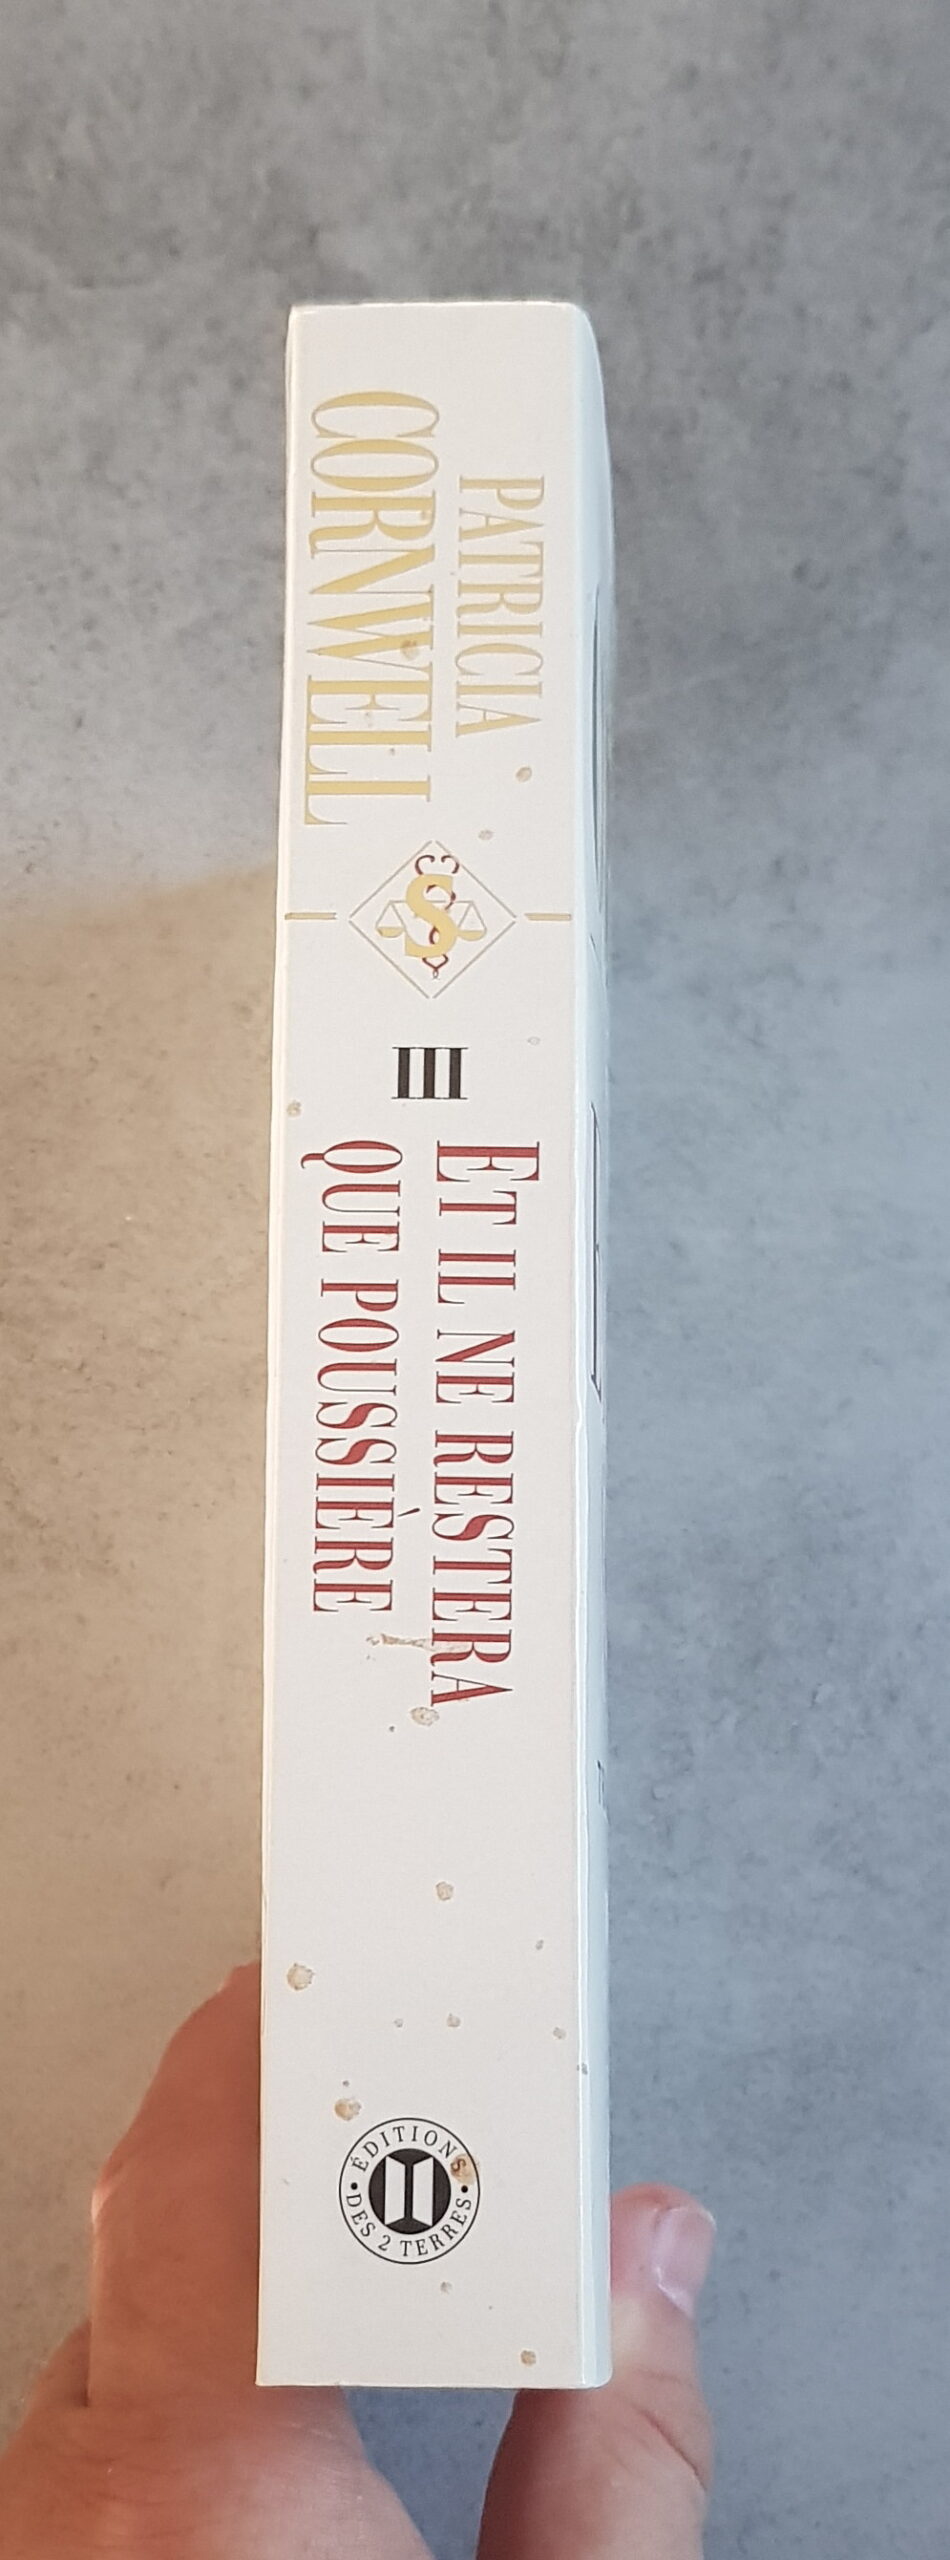 PATRICIA
CORNWELL
S
III
ET IL NE RESTERA
QUE POUSSIÈRE
ÉDITIONS
DES 2 TERRES